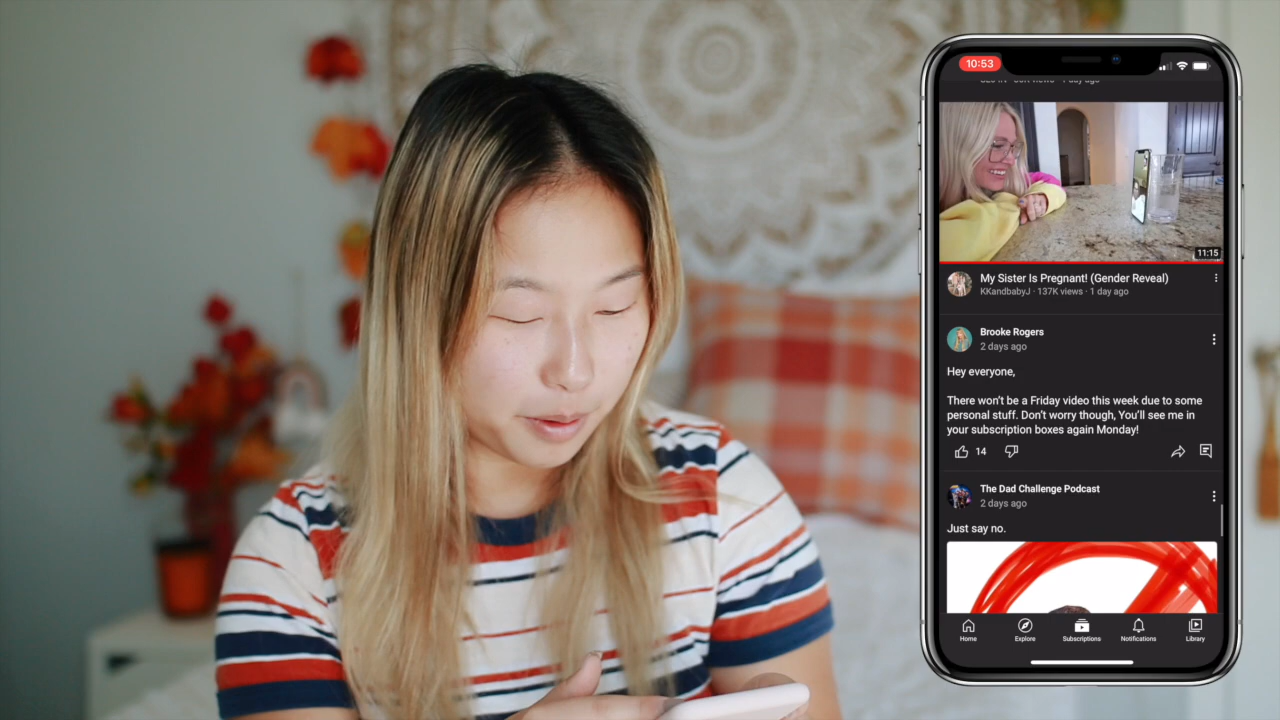 10:53
1 day ago
11:15
My Sister Is Pregnant! (Gender Reveal)
KKandbabyJ · 137K views · 1 day ago
Brooke Rogers
2 days ago
Hey everyone,
There won't be a Friday video this week due to some
personal stuff. Don't worry though, You'll see me in
your subscription boxes again Monday!
14
The Dad Challenge Podcast
2 days ago
Just say no.
Home Explore Subscriptions Notifications Library